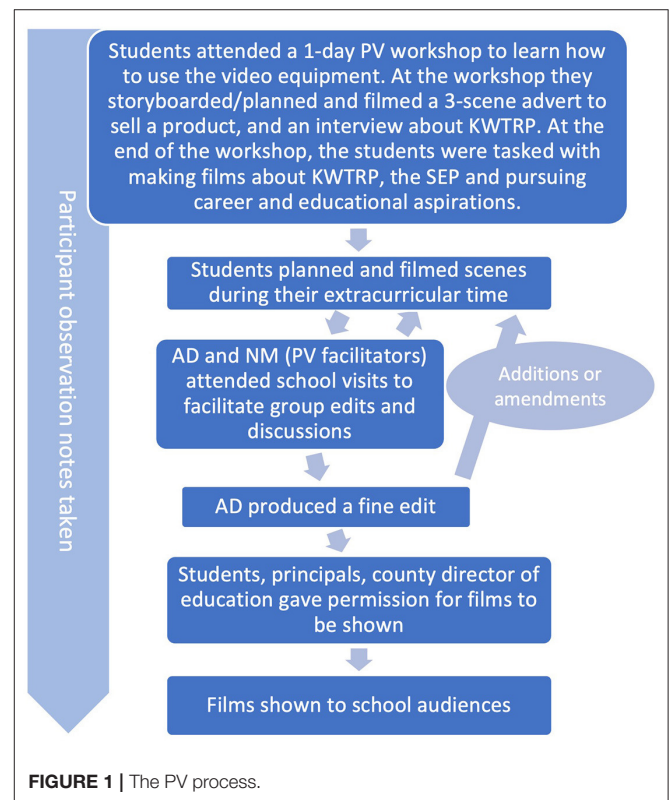 Participant observation notes taken
Students attended a 1-day PV workshop to learn how
to use the video equipment. At the workshop they
storyboarded/planned and filmed a 3-scene advert to
sell a product, and an interview about KWTRP. At the
end of the workshop, the students were tasked with
making films about KWTRP, the SEP and pursuing
career and educational aspirations.
Students planned and filmed scenes
during their extracurricular time
AD and NM (PV facilitators)
attended school visits to
facilitate group edits and
discussions
Additions or
amendments
AD produced a fine edit
Students, principals, county director of
education gave permission for films to
be shown
Films shown to school audiences
FIGURE 1 | The PV process.